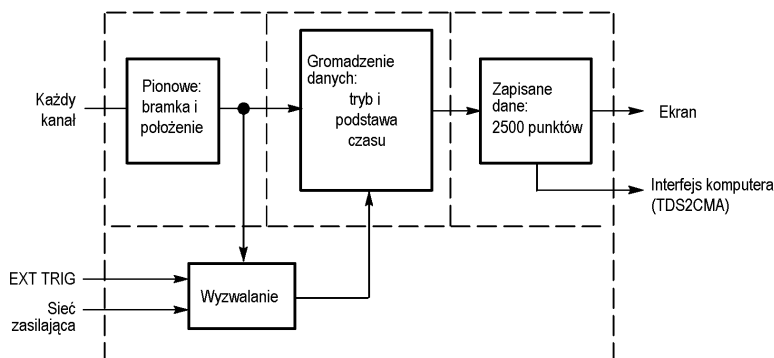 Każdy
kanał
Pionowe:
bramka i
położenie
Gromadzenie
danych:
tryb i
podstawa
czasu
Zapisane
dane:
2500 punktów
Ekran
Interfejs komputera
(TDS2CMA)
EXT TRIG
Sieć
zasilająca
Wyzwalanie